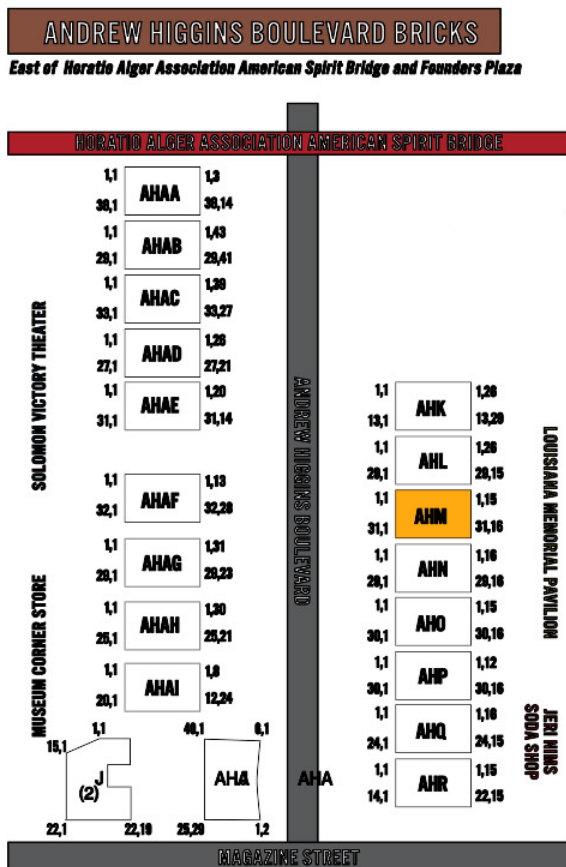 ANDREW HIGGINS BOULEVARD BRICKS
East of Horatio Alger Association American Spirit Bridge and Founders Plaza
HORATIO ALGER ASSOCIATION AMERICAN SPIRIT BRIDGE
1,1 AHAA 1,3
38,1 38,14
1,1 AHAB 1,43
29,1 29,41
1,1 AHAC 1,39
33,1 33,27
1,1 AHAD 1,26
27,1 27,21
1,1 AHAE 1,20
31,1 31,14
1,1 AHAF 1,13
32,1 32,28
1,1 AHAG 1,31
29,1 29,23
1,1 AHAH 1,30
25,1 25,21
1,1 AHAI 1,8
20,1 12,24
SOLOMON VICTORY THEATER
MUSEUM CORNER STORE
ANDREW HIGGINS BOULEVARD
1,1 AHK 1,26
13,1 13,29
1,1 AHL 1,26
29,1 29,15
1,1 AHM 1,15
31,1 31,16
1,1 AHN 1,16
29,1 29,16
1,1 AHO 1,15
30,1 30,16
1,1 AHP 1,12
30,1 30,16
1,1 AHQ 1,16
24,1 24,15
1,1 AHR 1,15
14,1 22,15
LOUISIANA MEMORIAL PAVILION
JERI NIMS
SODA SHOP
1,1
15,1
J
(2)
22,1 22,19
40,1 6,1
AHA
25,29 1,2
AHA
MAGAZINE STREET